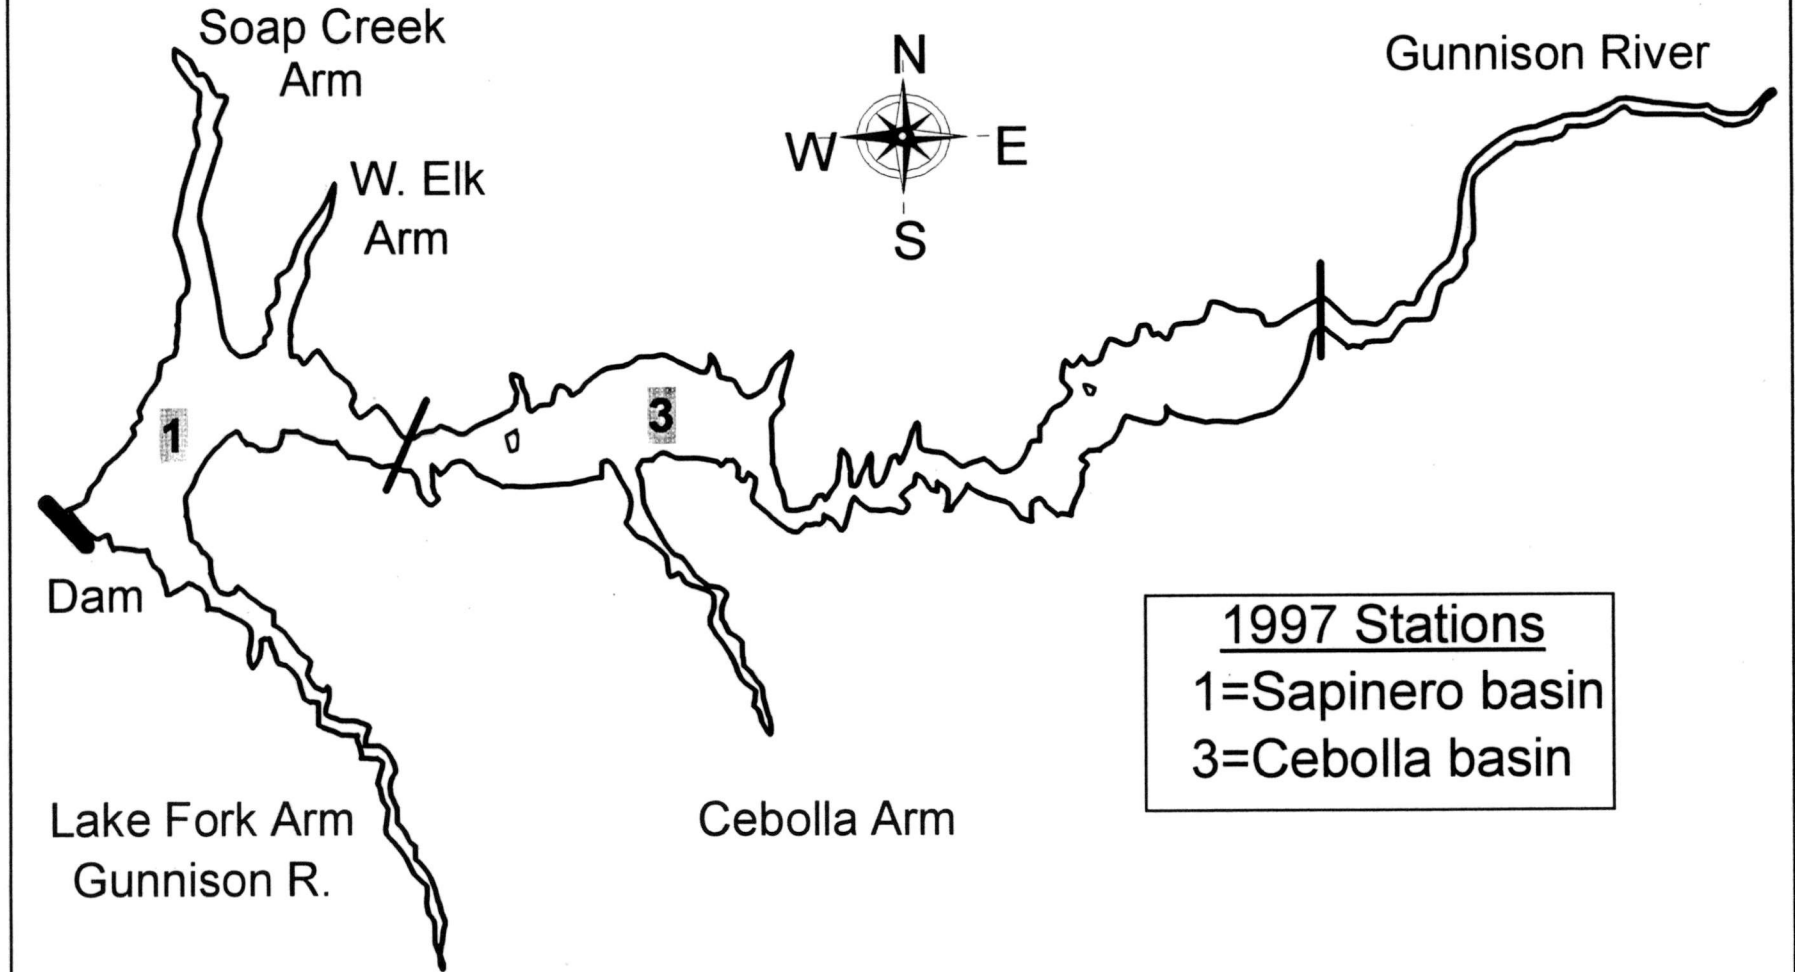 Soap Creek
Arm
W. Elk
Arm
N
W
E
S
Gunnison River
1
3
Dam
Lake Fork Arm
Gunnison R.
Cebolla Arm
1997 Stations
1=Sapinero basin
3=Cebolla basin